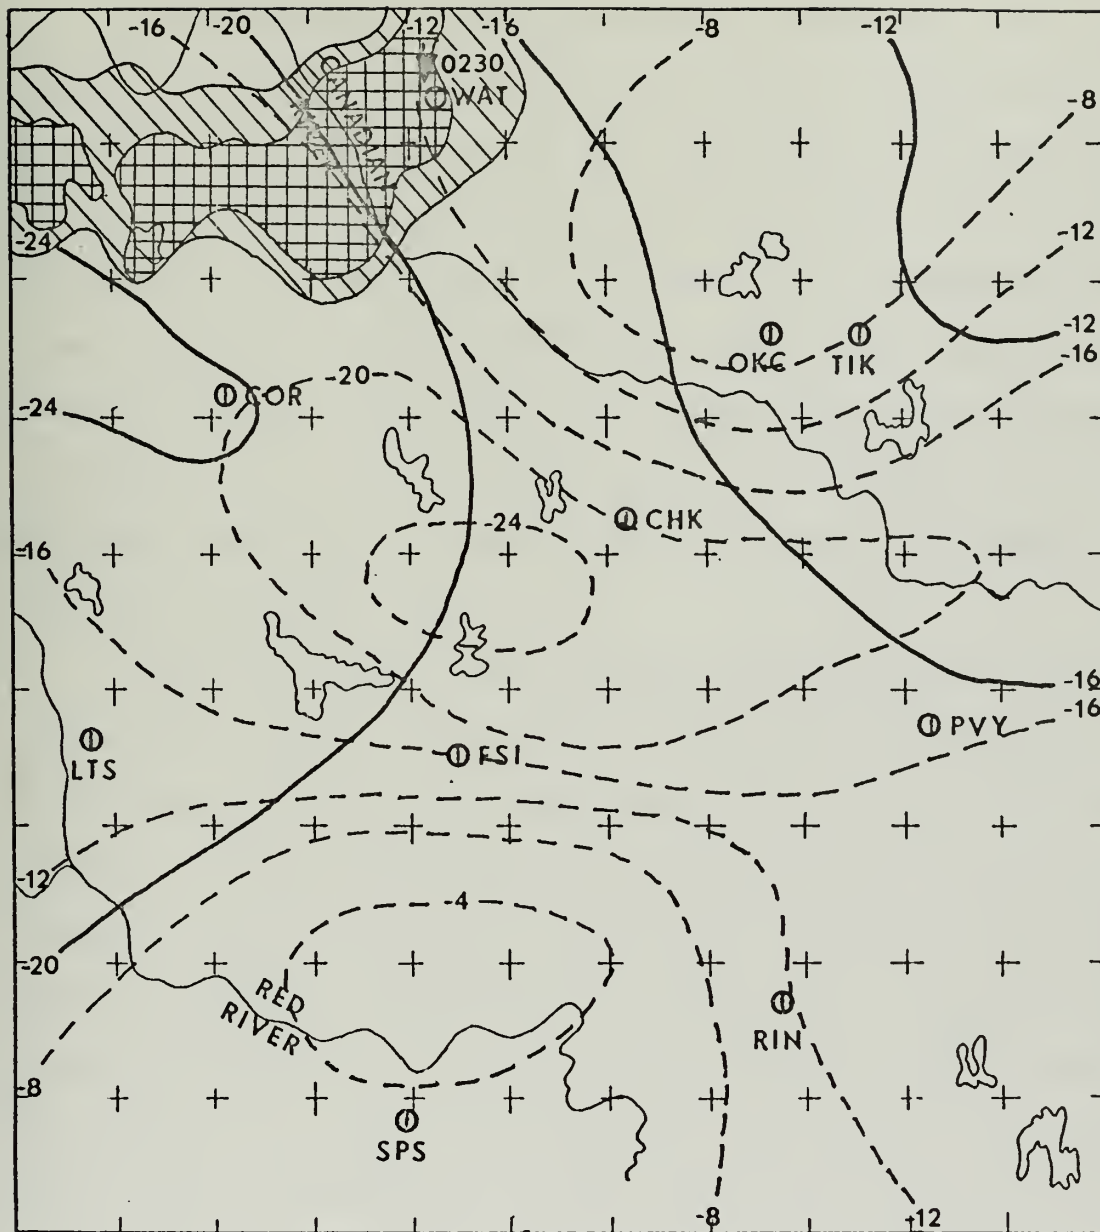 -16 -20 -12 -16 -8 -12
0230
WAT
CANADIAN
RIVER
-8
-24
-12
-12
OKC TIK
-16
-20
COR
-24
CHK
-24
-16
-16
PVY -16
FSI
LTS
-12
-4
-20
RED
RIVER
RIN
-8
SPS
-8 -12